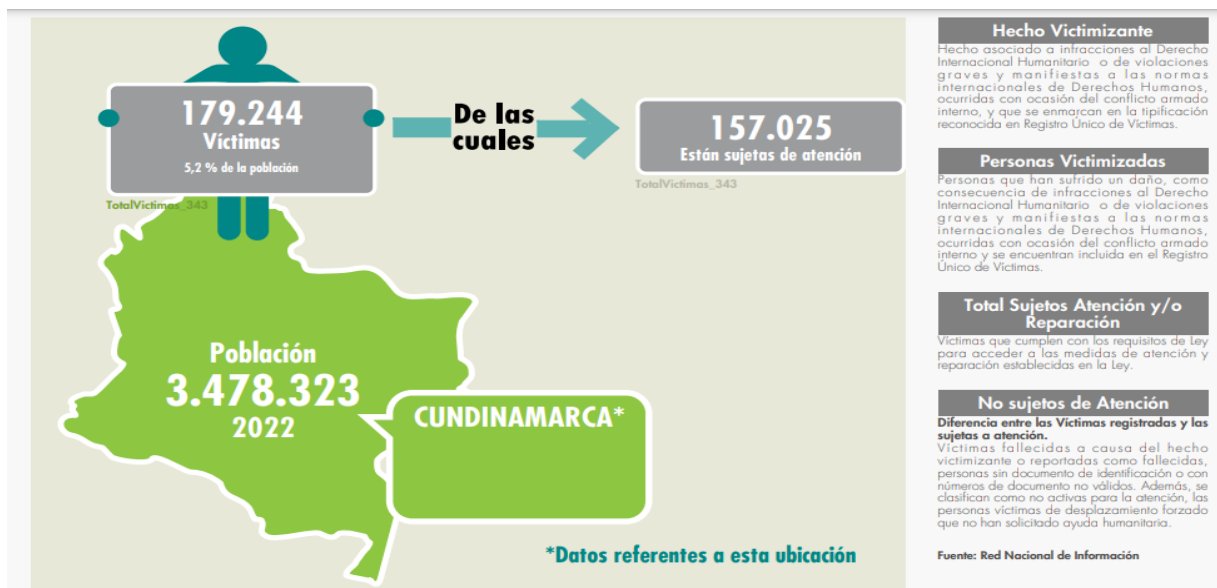 179.244
Víctimas
5,2 % de la población
TotalVictimas_343
De las
cuales
157.025
Están sujetas de atención
TotalVictimas_343
Población
3.478.323
2022
CUNDINAMARCA*
*Datos referentes a esta ubicación
Hecho Victimizante
Hecho asociado a infracciones al Derecho
Internacional Humanitario o de violaciones
graves y manifiestas a las normas
internacionales de Derechos Humanos,
ocurridas con ocasión del conflicto armado
interno, y que se enmarcan en la tipificación
reconocida en Registro Único de Víctimas.
Personas Victimizadas
Personas que han sufrido un daño, como
consecuencia de infracciones al Derecho
Internacional Humanitario o de violaciones
graves y manifiestas a las normas
internacionales de Derechos Humanos,
ocurridas con ocasión del conflicto armado
interno y se encuentran incluida en el Registro
Único de Víctimas.
Total Sujetos Atención y/o
Reparación
Víctimas que cumplen con los requisitos de Ley
para acceder a las medidas de atención y
reparación establecidas en la Ley.
No sujetos de Atención
Diferencia entre las Víctimas registradas y las
sujetas a atención.
Víctimas fallecidas a causa del hecho
victimizante o reportadas como fallecidas,
personas sin documento de identificación o con
números de documento no válidos. Además, se
clasifican como no activas para la atención, las
personas víctimas de desplazamiento forzado
que no han solicitado ayuda humanitaria.
Fuente: Red Nacional de Información